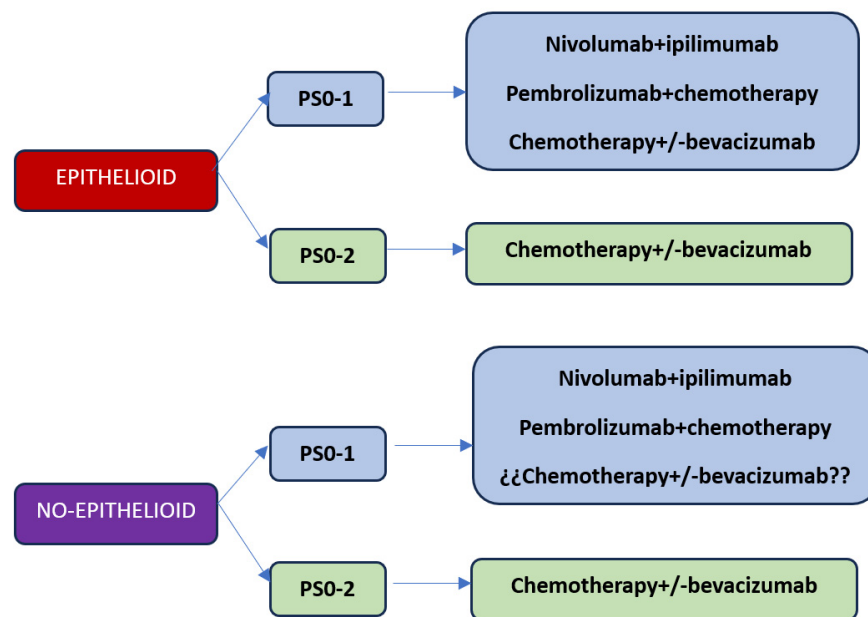 EPITHELIOID
PS0-1
Nivolumab+ipilimumab
Pembrolizumab+chemotherapy
Chemotherapy+/-bevacizumab
PS0-2
Chemotherapy+/-bevacizumab
NO-EPITHELIOID
PS0-1
Nivolumab+ipilimumab
Pembrolizumab+chemotherapy
¿¿Chemotherapy+/-bevacizumab??
PS0-2
Chemotherapy+/-bevacizumab